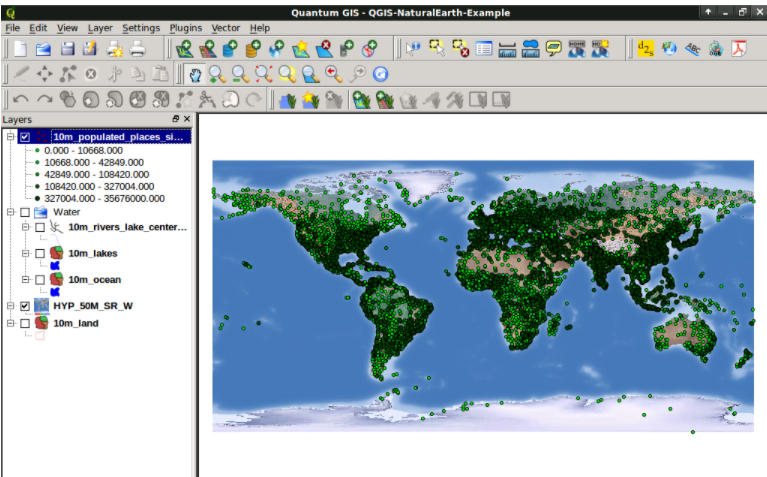 Quantum GIS - QGIS-NaturalEarth-Example
File Edit View Layer Settings Plugins Vector Help
Layers
10m_populated_places_si...
0.000 - 10668.000
10668.000 - 42849.000
42849.000 - 108420.000
108420.000 - 327004.000
327004.000 - 35676000.000
Water
10m_rivers_lake_center...
10m_lakes
10m_ocean
HYP_50M_SR_W
10m_land